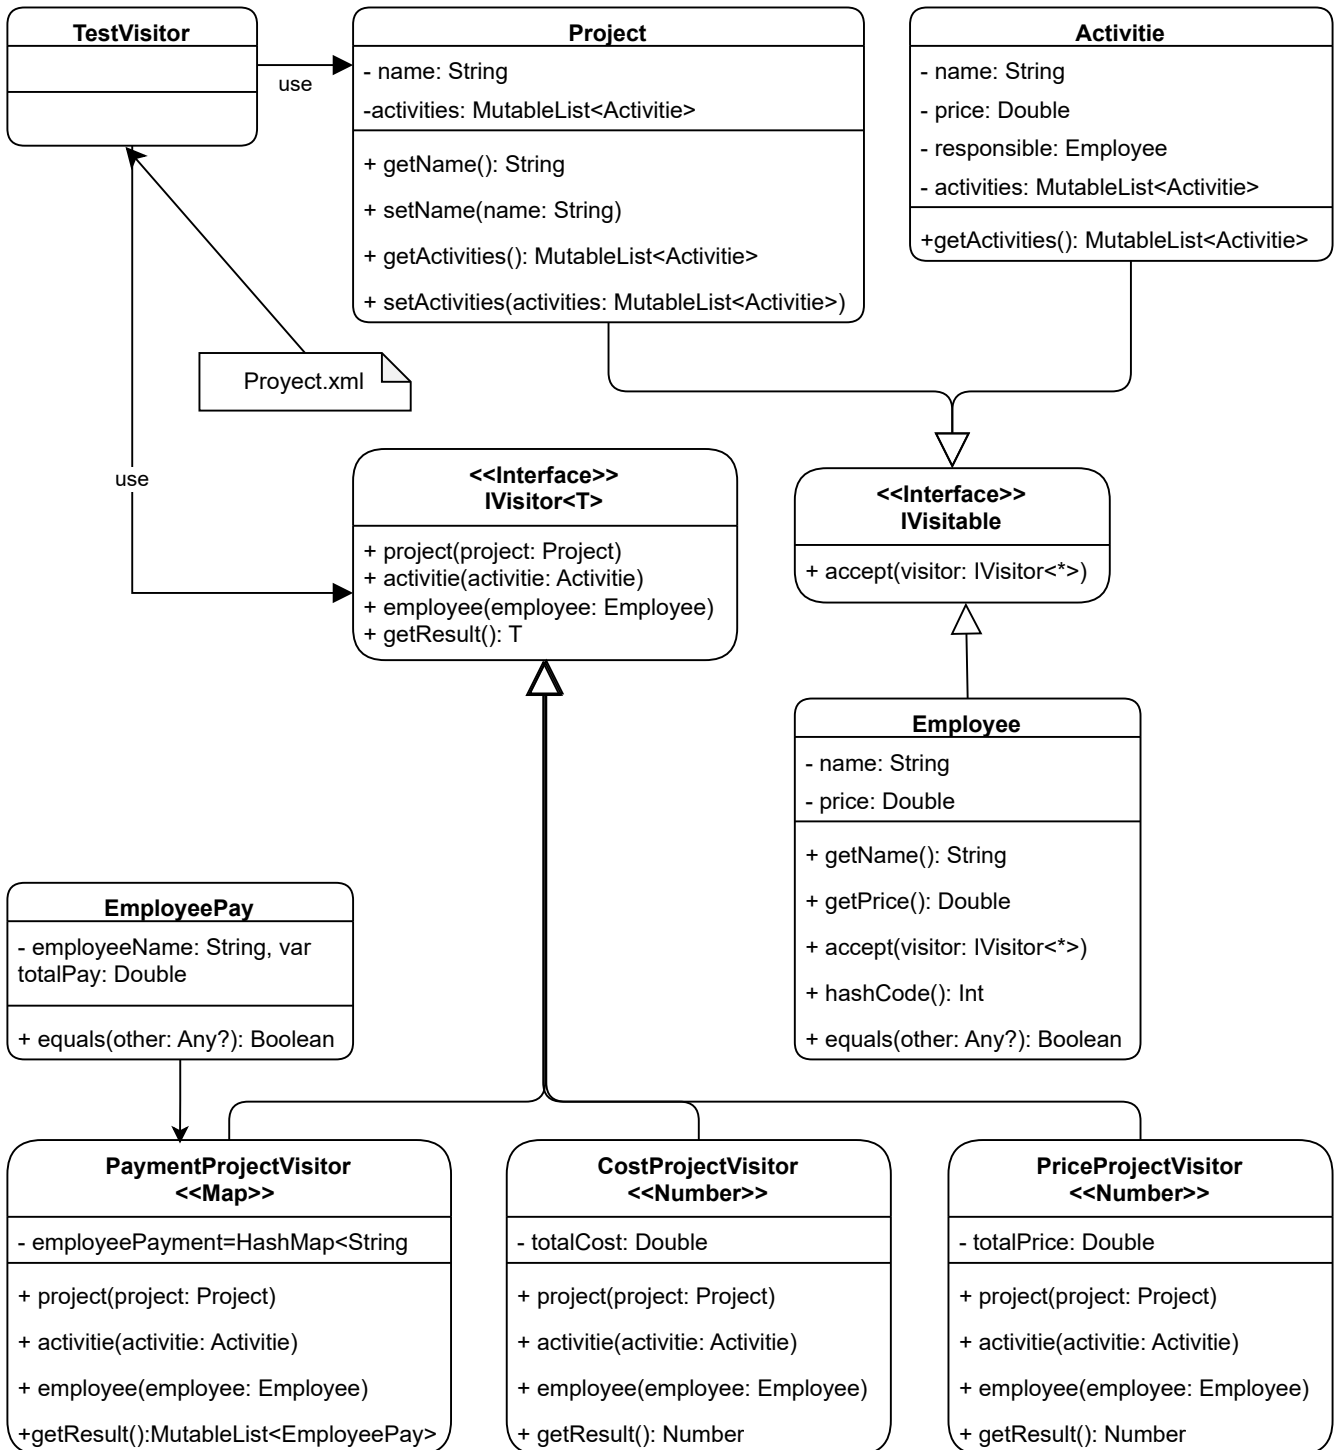 TestVisitor
use
Project
- name: String
-activities: MutableList<Activitie>
+ getName(): String
+ setName(name: String)
+ getActivities(): MutableList<Activitie>
+ setActivities(activities: MutableList<Activitie>)
Activitie
- name: String
- price: Double
- responsible: Employee
- activities: MutableList<Activitie>
+getActivities(): MutableList<Activitie>
Proyect.xml
use
<<Interface>>
IVisitor<T>
+ project(project: Project)
+ activitie(activitie: Activitie)
+ employee(employee: Employee)
+ getResult(): T
<<Interface>>
IVisitable
+ accept(visitor: IVisitor<*>)
Employee
- name: String
- price: Double
+ getName(): String
+ getPrice(): Double
+ accept(visitor: IVisitor<*>)
+ hashCode(): Int
+ equals(other: Any?): Boolean
EmployeePay
- employeeName: String, var
totalPay: Double
+ equals(other: Any?): Boolean
PaymentProjectVisitor
<<Map>>
- employeePayment=HashMap<String
+ project(project: Project)
+ activitie(activitie: Activitie)
+ employee(employee: Employee)
+getResult():MutableList<EmployeePay>
CostProjectVisitor
<<Number>>
- totalCost: Double
+ project(project: Project)
+ activitie(activitie: Activitie)
+ employee(employee: Employee)
+ getResult(): Number
PriceProjectVisitor
<<Number>>
- totalPrice: Double
+ project(project: Project)
+ activitie(activitie: Activitie)
+ employee(employee: Employee)
+ getResult(): Number